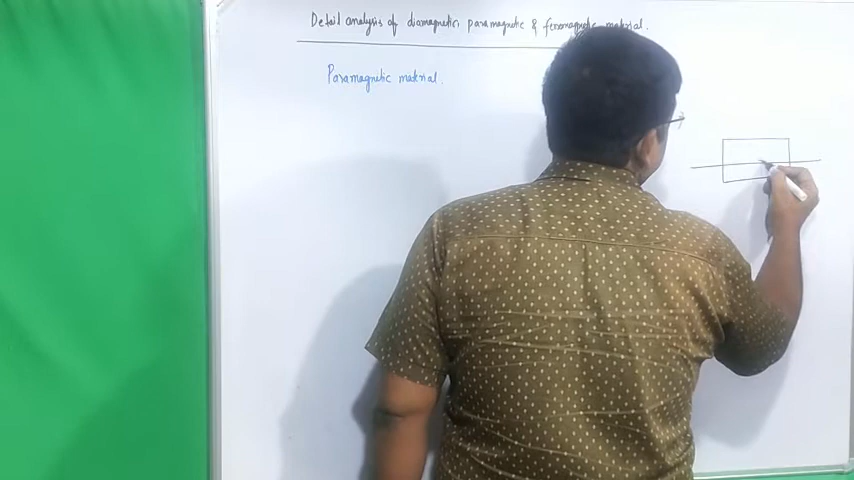 Detail analysis of diamagnetic, paramagnetic & ferromagnetic material.
Paramagnetic material.